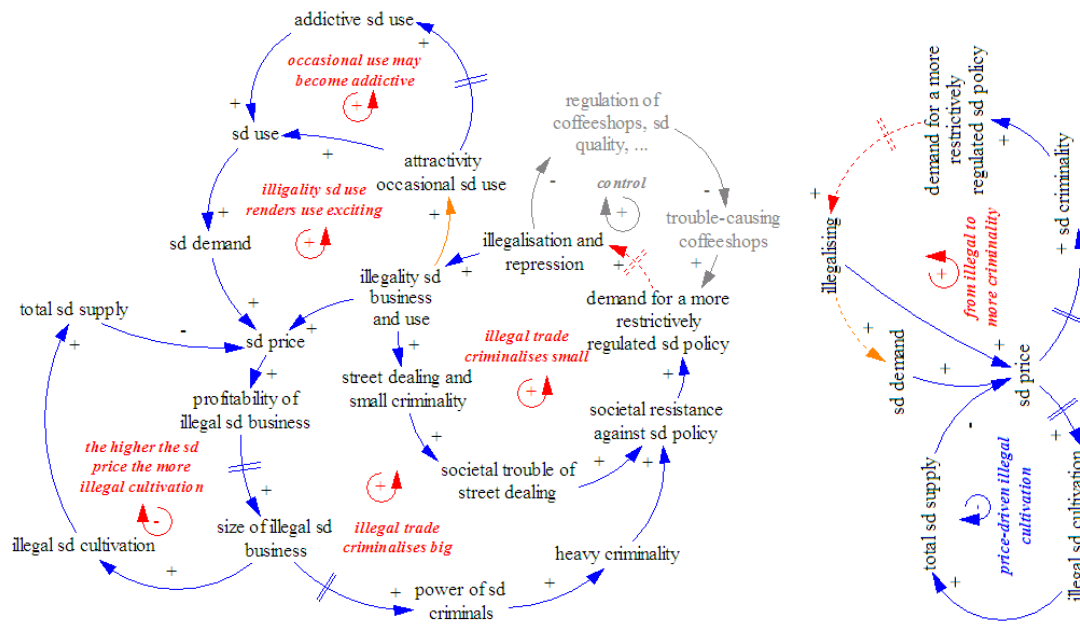 addictive sd use
+
occasional use may
become addictive
+
+
sd use
+
regulation of
coffeeshops, sd
quality, ...
attractivity
occasional sd use
+
illigality sd use
renders use exciting
+
+
sd demand
+
-
control
+
-
trouble-causing
coffeeshops
+
illegalisation and
repression
+
+
illegality sd
business
and use
total sd supply
+
-
+
+
sd price
+
demand for a more
restrictively
regulated sd policy
+
illegal trade
criminalises small
+
+
street dealing and
small criminality
+
profitability of
illegal sd business
societal resistance
against sd policy
+
+
the higher the sd
price the more
illegal cultivation
-
+
societal trouble of
street dealing
+
illegal trade
criminalises big
+
size of illegal sd
business
illegal sd cultivation
+
heavy criminality
+
power of sd
criminals
+
demand for a more
restrictively
regulated sd policy
+
+
sd criminality
+
illegalising
from illegal to
more criminality
+
+
sd demand
+
+
sd price
-
+
total sd supply
+
price-driven illegal
cultivation
-
illegal sd cultivation